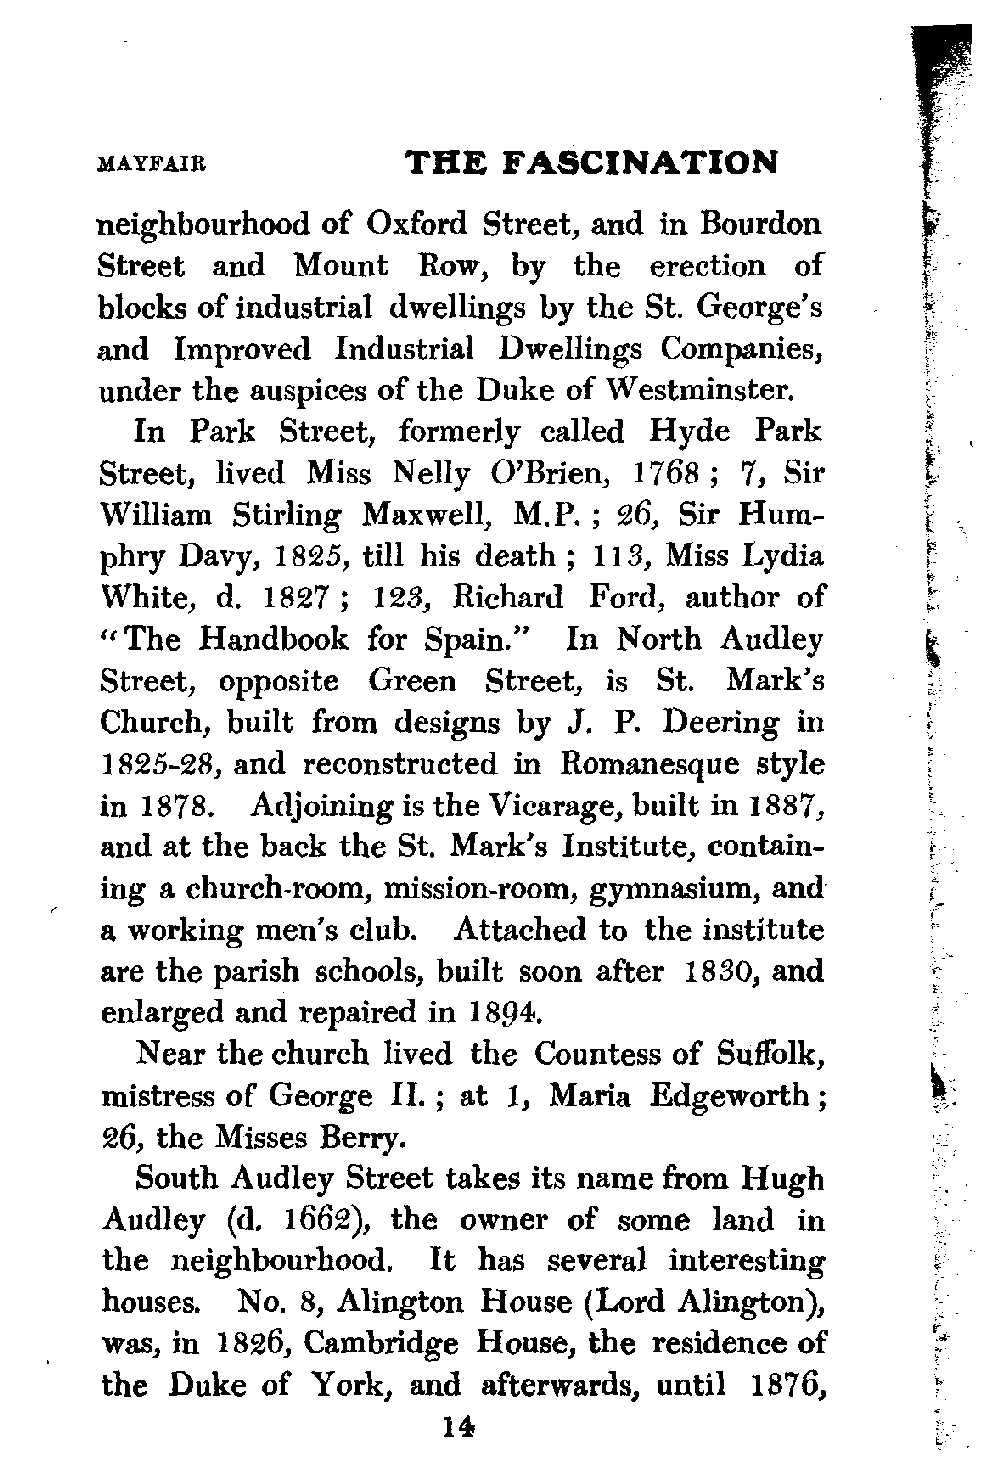 MAYFAIR THE FASCINATION
neighbourhood of Oxford Street, and in Bourdon
Street and Mount Row, by the erection of
blocks of industrial dwellings by the St. George's
and Improved Industrial Dwellings Companies,
under the auspices of the Duke of Westminster.
In Park Street, formerly called Hyde Park
Street, lived Miss Nelly O'Brien, 1768 ; 7, Sir
William Stirling Maxwell, M.P. ; 26, Sir Hum-
phry Davy, 1825, till his death ; 113, Miss Lydia
White, d. 1827 ; 123, Richard Ford, author of
"The Handbook for Spain." In North Audley
Street, opposite Green Street, is St. Mark's
Church, built from designs by J. P. Deering in
1825-28, and reconstructed in Romanesque style
in 1878. Adjoining is the Vicarage, built in 1887,
and at the back the St. Mark's Institute, contain-
ing a church-room, mission-room, gymnasium, and
a working men's club. Attached to the institute
are the parish schools, built soon after 1830, and
enlarged and repaired in 1894.
Near the church lived the Countess of Suffolk,
mistress of George II. ; at 1, Maria Edgeworth ;
26, the Misses Berry.
South Audley Street takes its name from Hugh
Audley (d. 1662), the owner of some land in
the neighbourhood. It has several interesting
houses. No. 8, Alington House (Lord Alington),
was, in 1826, Cambridge House, the residence of
the Duke of York, and afterwards, until 1876,
14